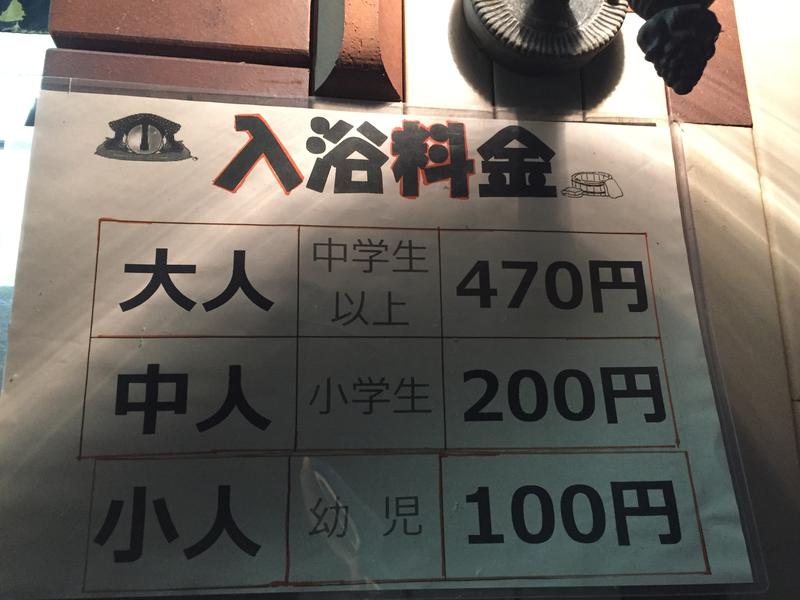 入浴料金
大人 中学生以上 470円
中人 小学生 200円
小人 幼児 100円